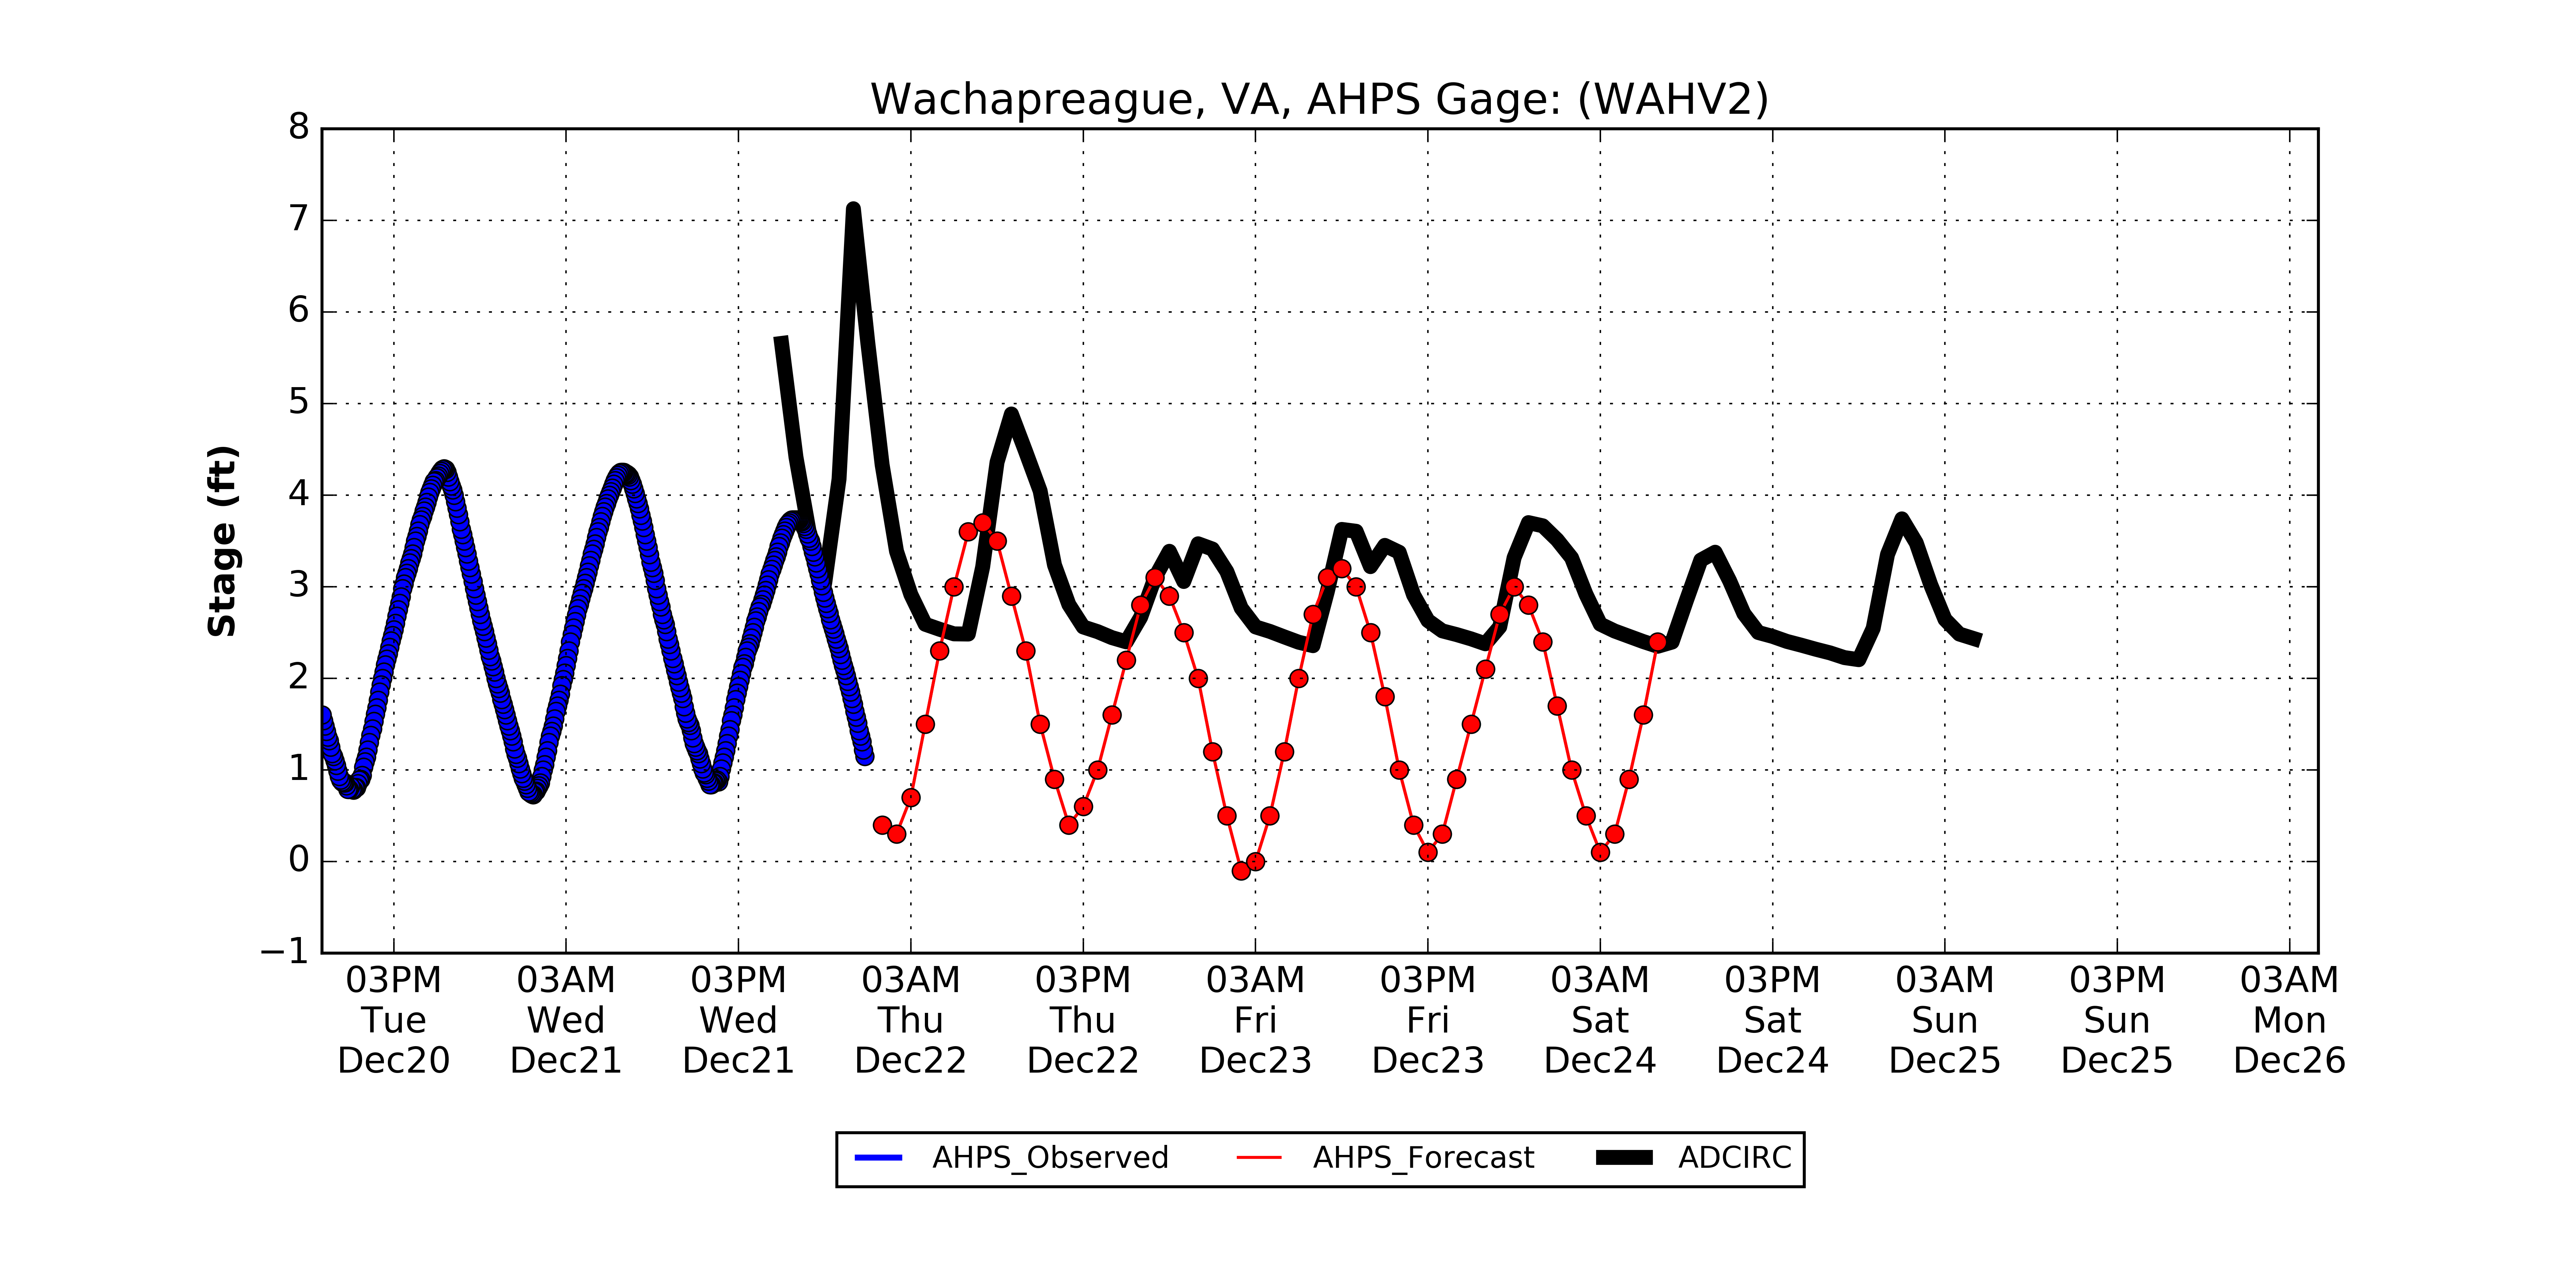 Wachapreague, VA, AHPS Gage: (WAHV2)
Stage (ft)
8
7
6
5
4
3
2
1
0
−1
03PM 03AM 03PM 03AM 03PM 03AM 03PM 03AM 03PM 03AM 03PM 03AM
Tue Wed Wed Thu Thu Fri Fri Sat Sat Sun Sun Mon
Dec20 Dec21 Dec21 Dec22 Dec22 Dec23 Dec23 Dec24 Dec24 Dec25 Dec25 Dec26
AHPS_Observed AHPS_Forecast ADCIRC